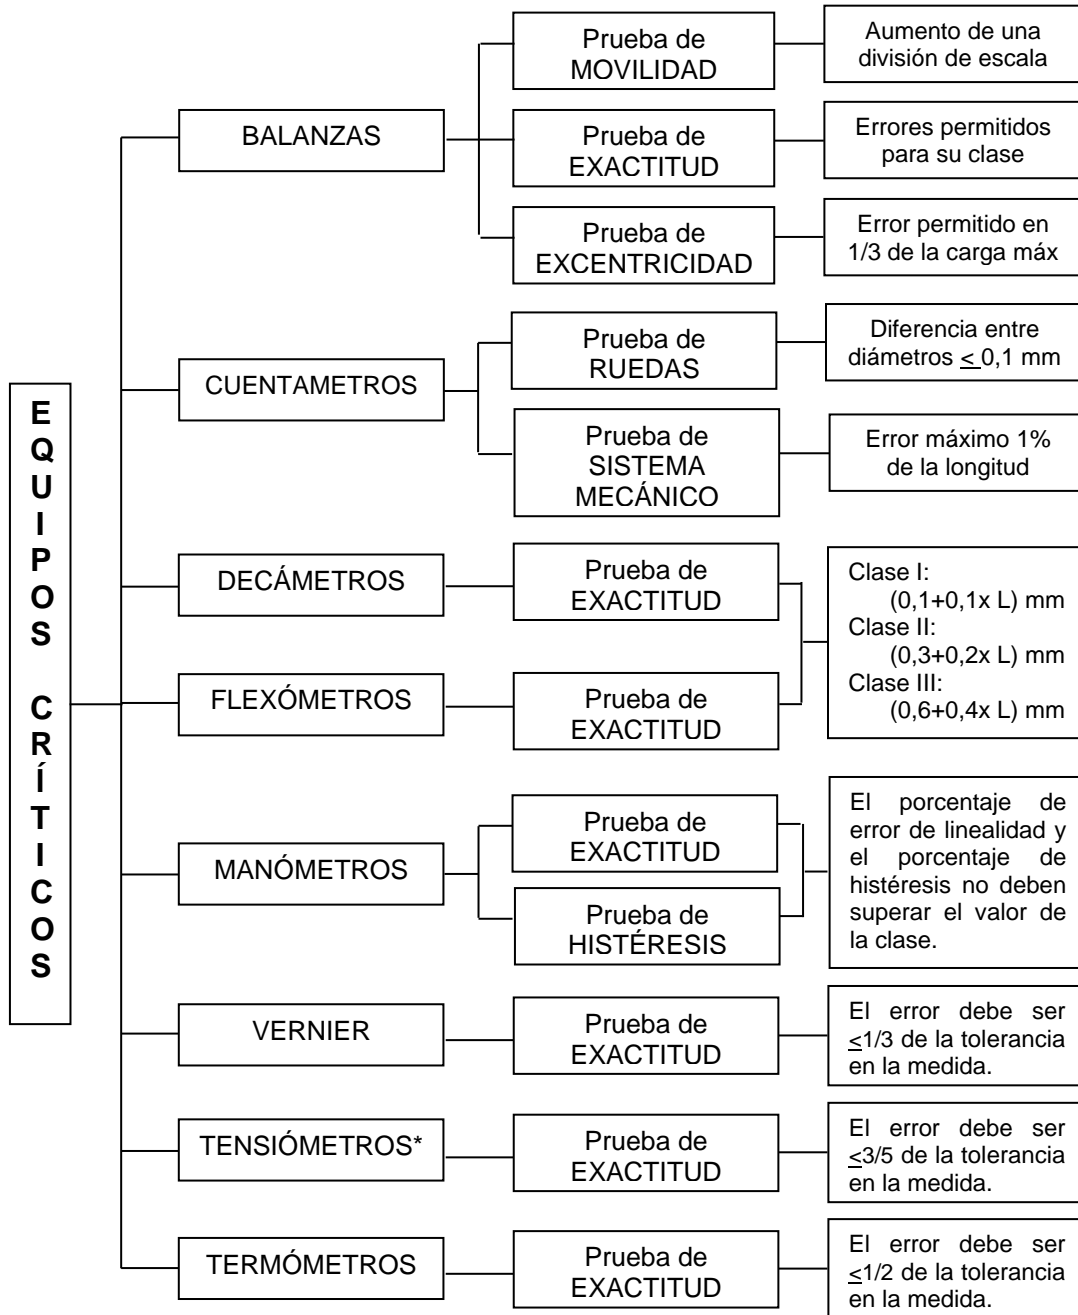 EQUIPOS CRÍTICOS
BALANZAS
Prueba de
MOVILIDAD
Aumento de una
división de escala
Prueba de
EXACTITUD
Errores permitidos
para su clase
Prueba de
EXCENTRICIDAD
Error permitido en
1/3 de la carga máx
CUENTAMETROS
Prueba de
RUEDAS
Diferencia entre
diámetros < 0,1 mm
Prueba de
SISTEMA
MECÁNICO
Error máximo 1%
de la longitud
DECÁMETROS
Prueba de
EXACTITUD
FLEXÓMETROS
Prueba de
EXACTITUD
Clase I:
(0,1+0,1x L) mm
Clase II:
(0,3+0,2x L) mm
Clase III:
(0,6+0,4x L) mm
MANÓMETROS
Prueba de
EXACTITUD
Prueba de
HISTÉRESIS
El porcentaje de
error de linealidad y
el porcentaje de
histéresis no deben
superar el valor de
la clase.
VERNIER
Prueba de
EXACTITUD
El error debe ser
<1/3 de la tolerancia
en la medida.
TENSIÓMETROS*
Prueba de
EXACTITUD
El error debe ser
<3/5 de la tolerancia
en la medida.
TERMÓMETROS
Prueba de
EXACTITUD
El error debe ser
<1/2 de la tolerancia
en la medida.